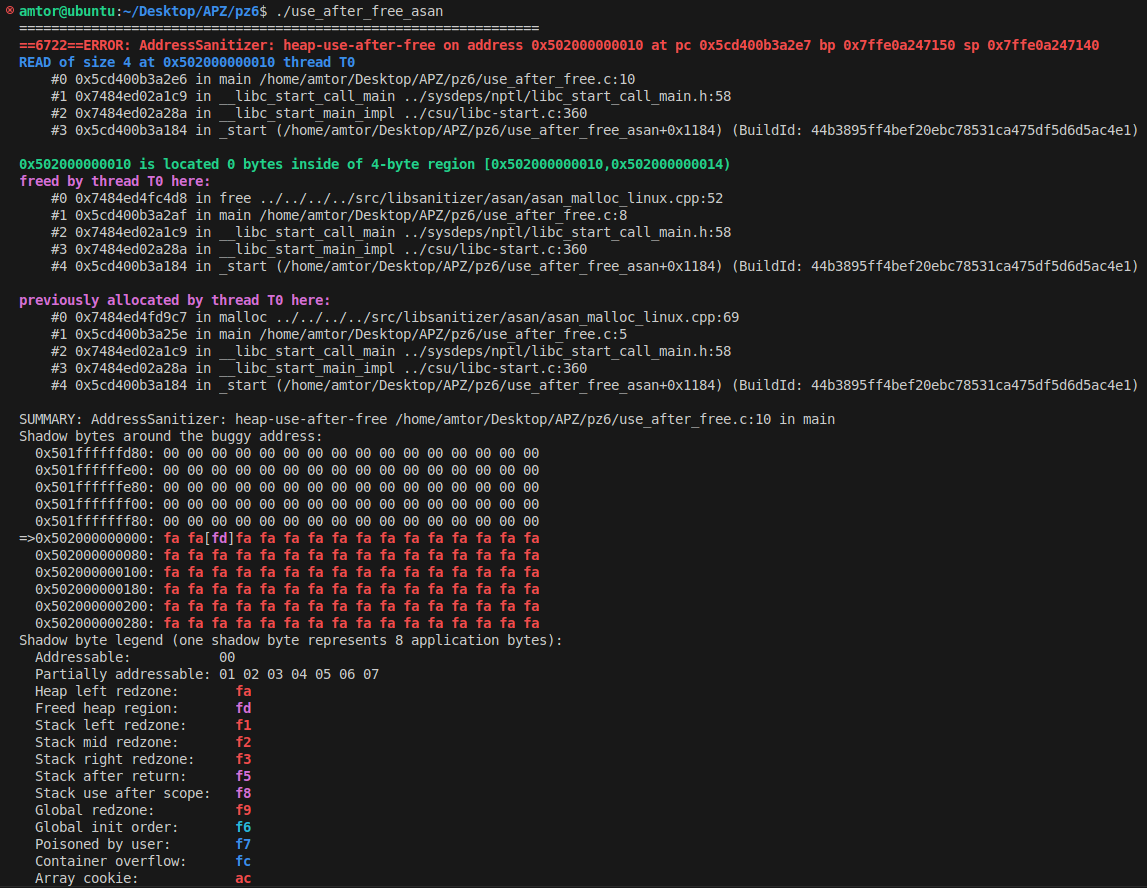 amtor@ubuntu:~/Desktop/APZ/pz6$ ./use_after_free_asan
=================================================================
==6722==ERROR: AddressSanitizer: heap-use-after-free on address 0x502000000010 at pc 0x5cd400b3a2e7 bp 0x7ffe0a247150 sp 0x7ffe0a247140
READ of size 4 at 0x502000000010 thread T0
    #0 0x5cd400b3a2e6 in main /home/amtor/Desktop/APZ/pz6/use_after_free.c:10
    #1 0x7484ed02a1c9 in __libc_start_call_main ../sysdeps/nptl/libc_start_call_main.h:58
    #2 0x7484ed02a28a in __libc_start_main_impl ../csu/libc-start.c:360
    #3 0x5cd400b3a184 in _start (/home/amtor/Desktop/APZ/pz6/use_after_free_asan+0x1184) (BuildId: 44b3895ff4bef20ebc78531ca475df5d6d5ac4e1)

0x502000000010 is located 0 bytes inside of 4-byte region [0x502000000010,0x502000000014)
freed by thread T0 here:
    #0 0x7484ed4fc4d8 in free ../../../../src/libsanitizer/asan/asan_malloc_linux.cpp:52
    #1 0x5cd400b3a2af in main /home/amtor/Desktop/APZ/pz6/use_after_free.c:8
    #2 0x7484ed02a1c9 in __libc_start_call_main ../sysdeps/nptl/libc_start_call_main.h:58
    #3 0x7484ed02a28a in __libc_start_main_impl ../csu/libc-start.c:360
    #4 0x5cd400b3a184 in _start (/home/amtor/Desktop/APZ/pz6/use_after_free_asan+0x1184) (BuildId: 44b3895ff4bef20ebc78531ca475df5d6d5ac4e1)

previously allocated by thread T0 here:
    #0 0x7484ed4fd9c7 in malloc ../../../../src/libsanitizer/asan/asan_malloc_linux.cpp:69
    #1 0x5cd400b3a25e in main /home/amtor/Desktop/APZ/pz6/use_after_free.c:5
    #2 0x7484ed02a1c9 in __libc_start_call_main ../sysdeps/nptl/libc_start_call_main.h:58
    #3 0x7484ed02a28a in __libc_start_main_impl ../csu/libc-start.c:360
    #4 0x5cd400b3a184 in _start (/home/amtor/Desktop/APZ/pz6/use_after_free_asan+0x1184) (BuildId: 44b3895ff4bef20ebc78531ca475df5d6d5ac4e1)

SUMMARY: AddressSanitizer: heap-use-after-free /home/amtor/Desktop/APZ/pz6/use_after_free.c:10 in main
Shadow bytes around the buggy address:
  0x501ffffffd80: 00 00 00 00 00 00 00 00 00 00 00 00 00 00 00 00
  0x501ffffffe00: 00 00 00 00 00 00 00 00 00 00 00 00 00 00 00 00
  0x501ffffffe80: 00 00 00 00 00 00 00 00 00 00 00 00 00 00 00 00
  0x501fffffff00: 00 00 00 00 00 00 00 00 00 00 00 00 00 00 00 00
  0x501fffffff80: 00 00 00 00 00 00 00 00 00 00 00 00 00 00 00 00
=>0x502000000000: fa fa[fd]fa fa fa fa fa fa fa fa fa fa fa fa fa
  0x502000000080: fa fa fa fa fa fa fa fa fa fa fa fa fa fa fa fa
  0x502000000100: fa fa fa fa fa fa fa fa fa fa fa fa fa fa fa fa
  0x502000000180: fa fa fa fa fa fa fa fa fa fa fa fa fa fa fa fa
  0x502000000200: fa fa fa fa fa fa fa fa fa fa fa fa fa fa fa fa
  0x502000000280: fa fa fa fa fa fa fa fa fa fa fa fa fa fa fa fa
Shadow byte legend (one shadow byte represents 8 application bytes):
  Addressable:           00
  Partially addressable: 01 02 03 04 05 06 07
  Heap left redzone:       fa
  Freed heap region:       fd
  Stack left redzone:      f1
  Stack mid redzone:       f2
  Stack right redzone:     f3
  Stack after return:      f5
  Stack use after scope:   f8
  Global redzone:          f9
  Global init order:       f6
  Poisoned by user:        f7
  Container overflow:      fc
  Array cookie:            ac